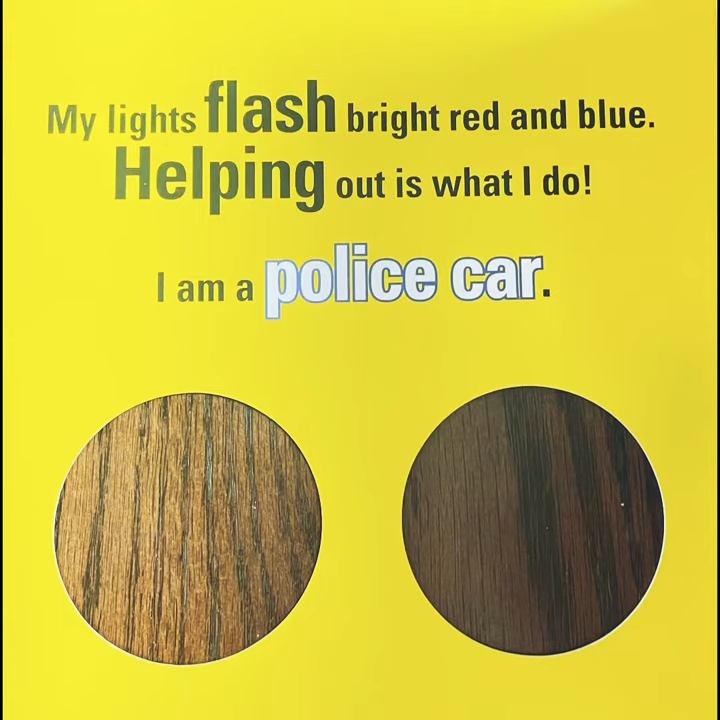 My lights flash bright red and blue.
Helping out is what I do!
I am a police car.